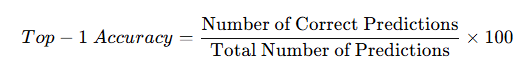 Top − 1 Accuracy = Number of Correct Predictions / Total Number of Predictions × 100